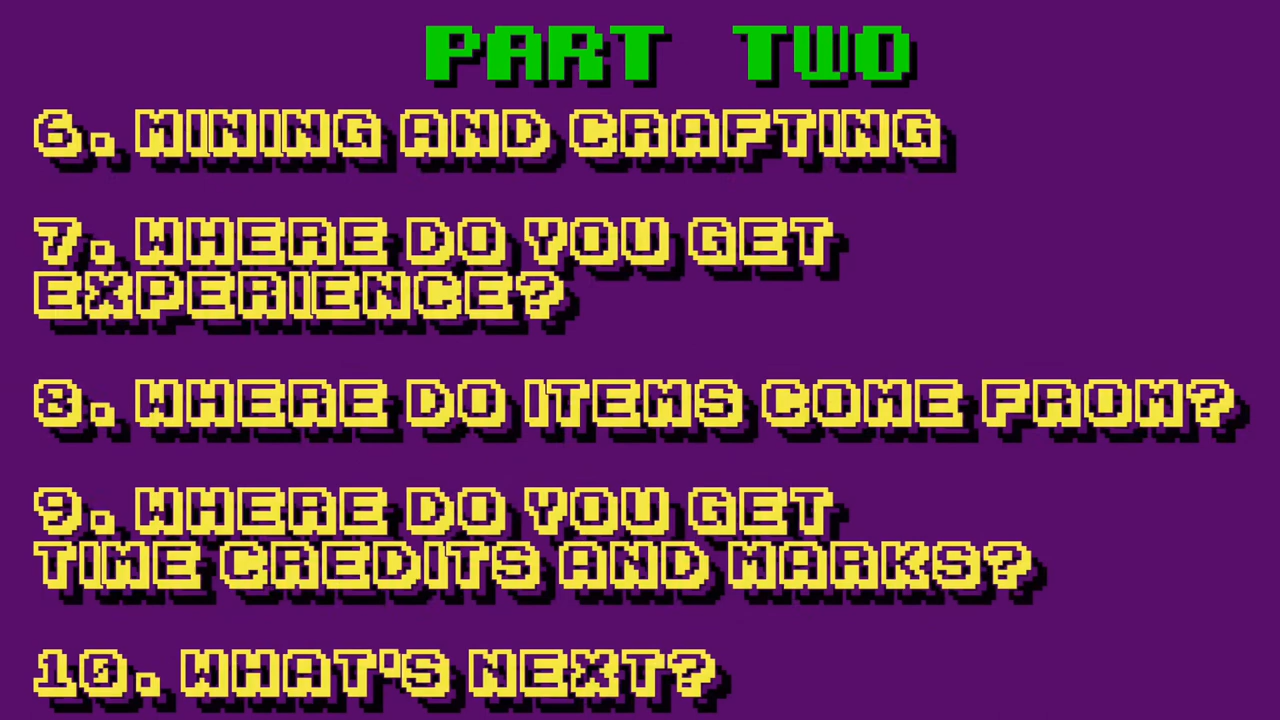 PART TWO
6. MINING AND CRAFTING
7. WHERE DO YOU GET
EXPERIENCE?
8. WHERE DO ITEMS COME FROM?
9. WHERE DO YOU GET
TIME CREDITS AND MARKS?
10. WHAT'S NEXT?